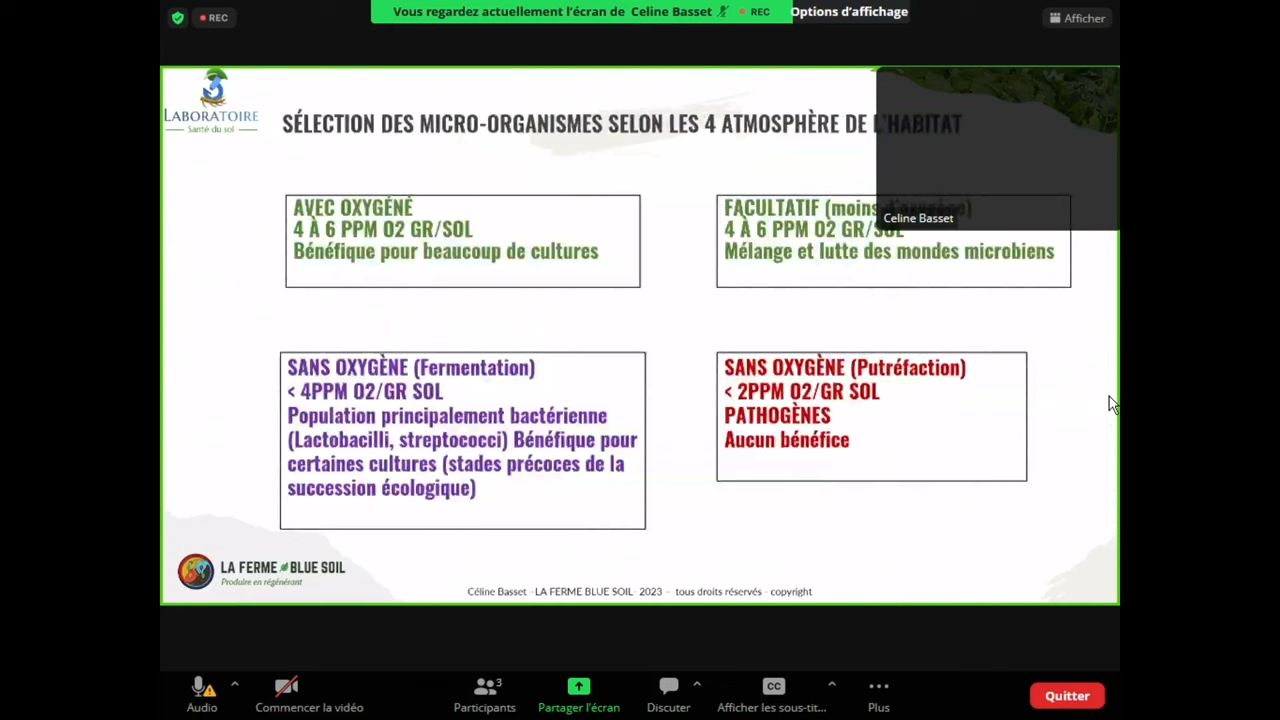 Vous regardez actuellement l'écran de Celine Basset
REC
Options d'affichage
REC
Afficher
LABORATOIRE
Santé du sol
SÉLECTION DES MICRO-ORGANISMES SELON LES 4 ATMOSPHÈRE DE L'HABITAT
AVEC OXYGÉNÉ
4 À 6 PPM O2 GR/SOL
Bénéfique pour beaucoup de cultures
FACULTATIF (moins d'oxygène)
4 À 6 PPM O2 GR/SOL
Mélange et lutte des mondes microbiens
Celine Basset
SANS OXYGÈNE (Fermentation)
< 4PPM O2/GR SOL
Population principalement bactérienne
(Lactobacilli, streptococci) Bénéfique pour
certaines cultures (stades précoces de la
succession écologique)
SANS OXYGÈNE (Putréfaction)
< 2PPM O2/GR SOL
PATHOGÈNES
Aucun bénéfice
LA FERME BLUE SOIL
Produire en régénérant
Céline Basset - LA FERME BLUE SOIL- 2023 - tous droits réservés - copyright
Audio
Commencer la vidéo
3
Participants
Partager l'écran
Discuter
CC
Afficher les sous-tit...
Plus
Quitter